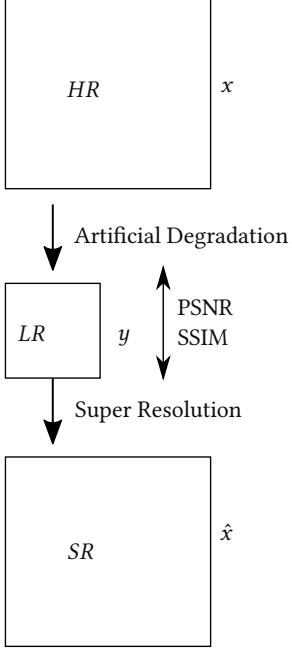 HR x
Artificial Degradation
LR y
PSNR
SSIM
Super Resolution
SR x̂